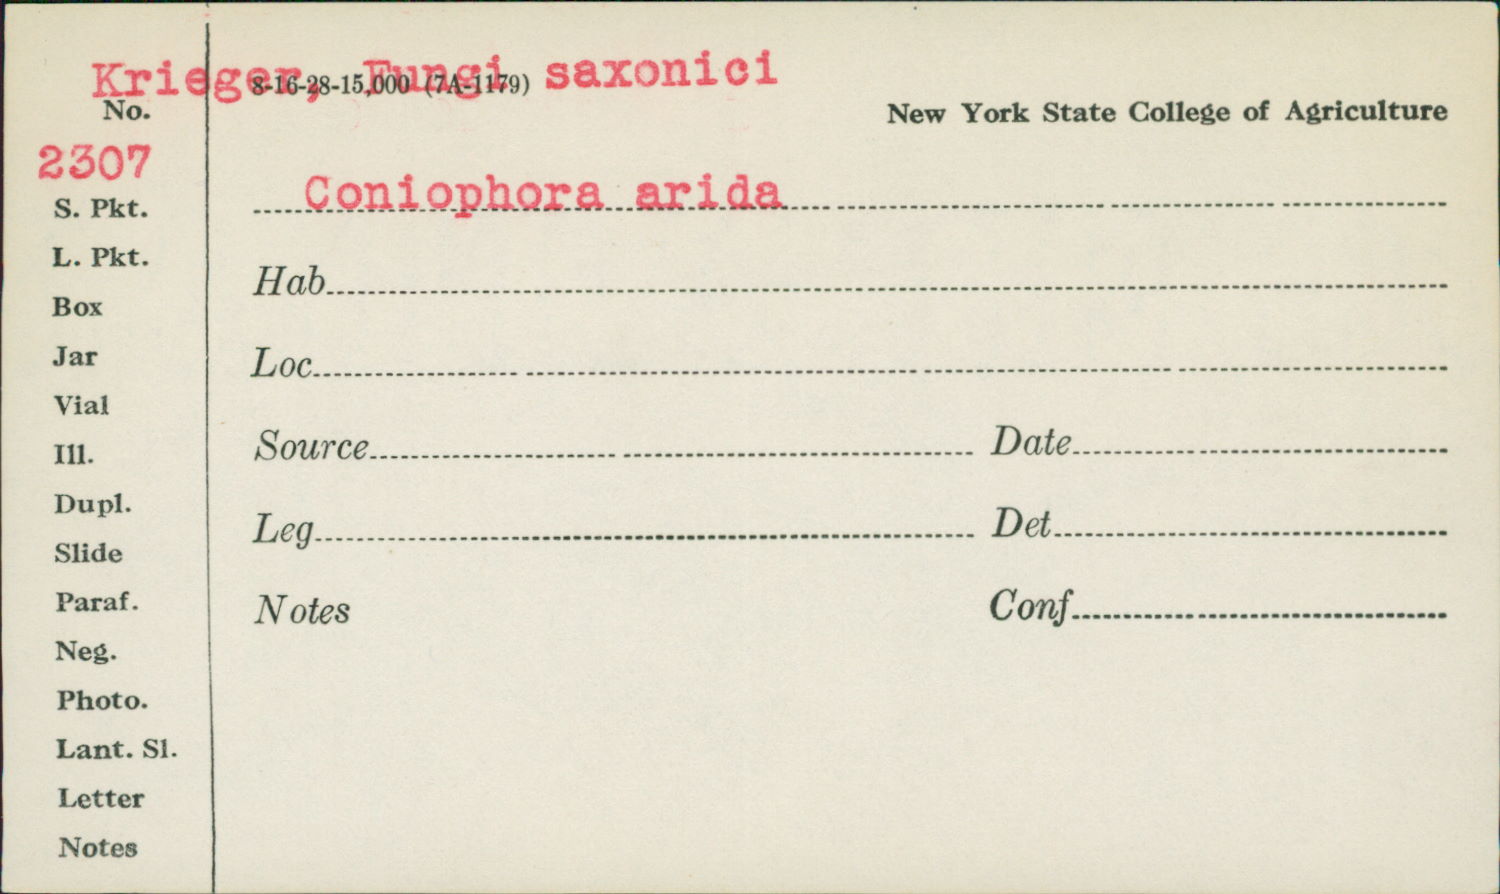 Krieger, Fungi saxonici
8-16-28-15,000 (7A-1179)
No.
New York State College of Agriculture
2307
Coniophora arida
S. Pkt.
L. Pkt.
Hab
Box
Jar
Loc
Vial
Ill.
Source Date
Dupl.
Leg Det
Slide
Paraf.
Notes Conf
Neg.
Photo.
Lant. Sl.
Letter
Notes